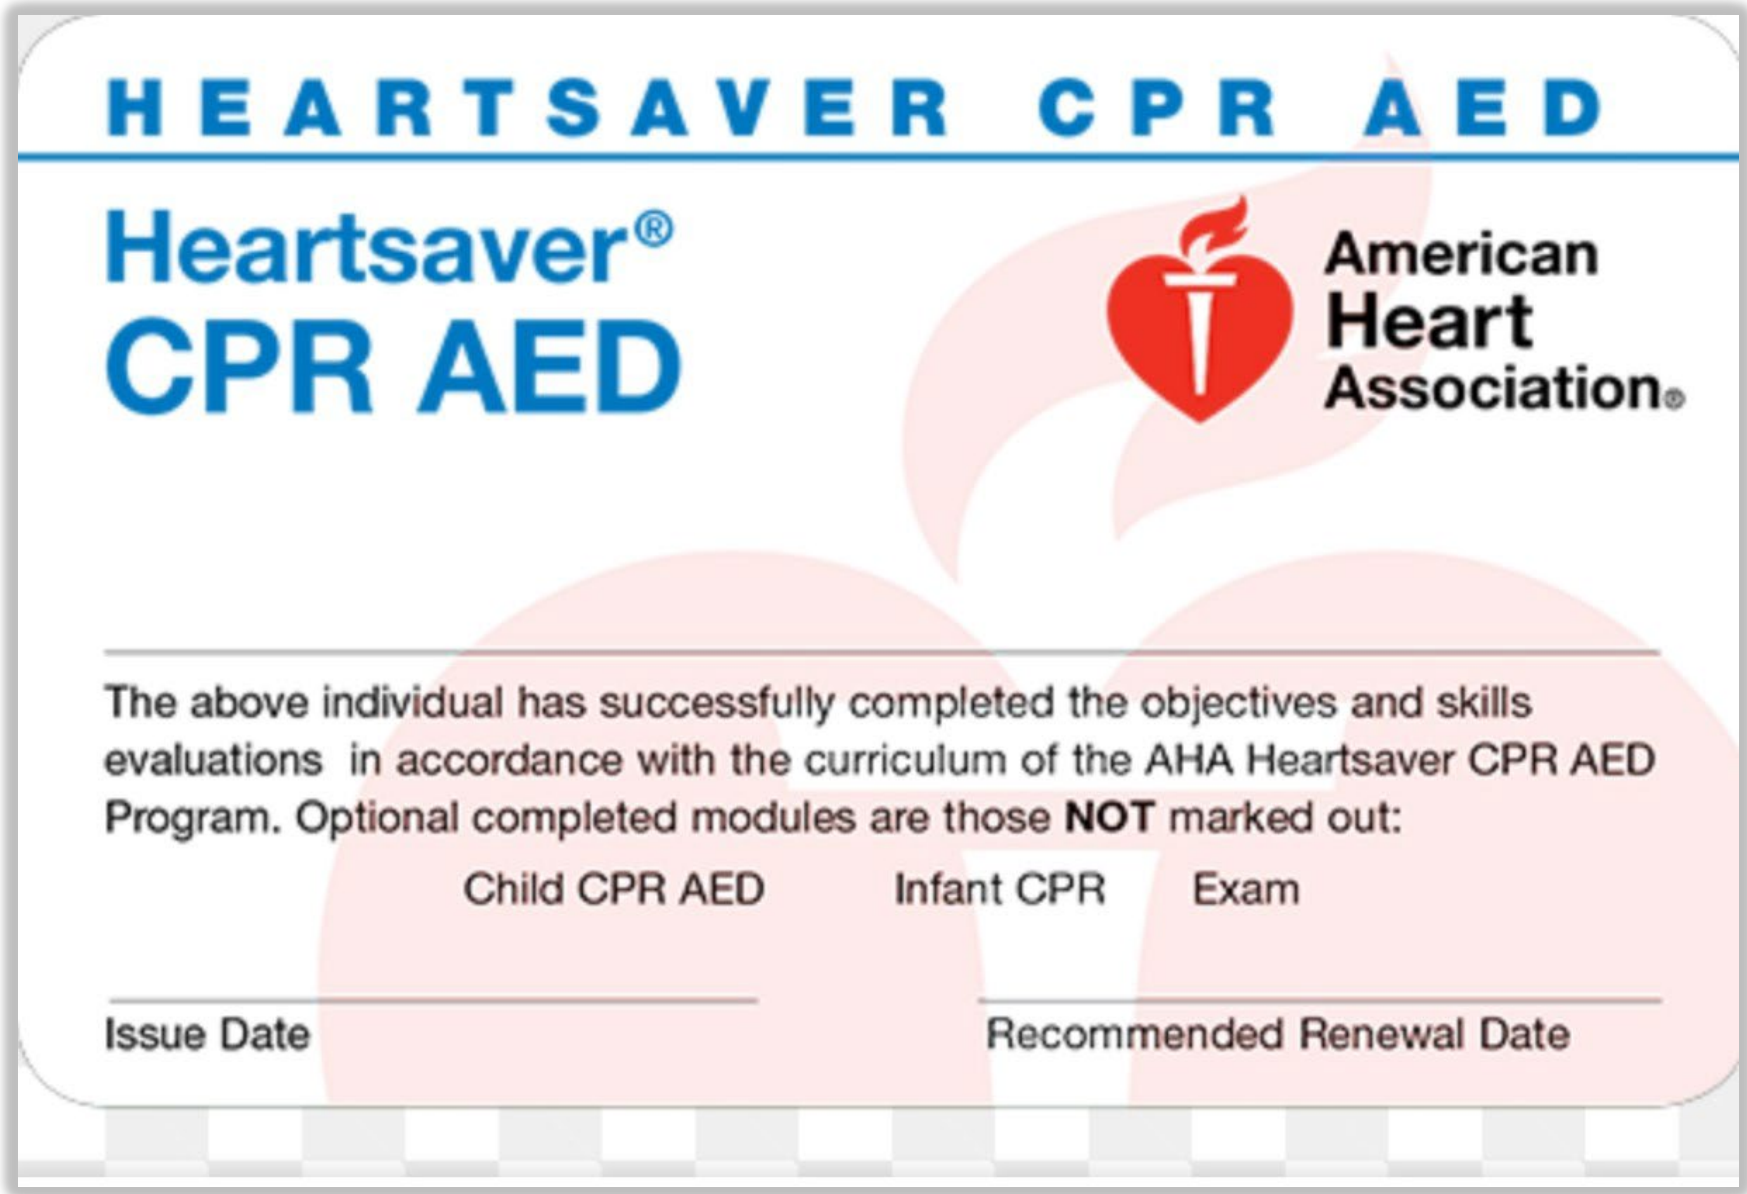 HEARTSAVER CPR AED
Heartsaver®
CPR AED
American
Heart
Association®
The above individual has successfully completed the objectives and skills
evaluations in accordance with the curriculum of the AHA Heartsaver CPR AED
Program. Optional completed modules are those NOT marked out:
Child CPR AED Infant CPR Exam
Issue Date Recommended Renewal Date